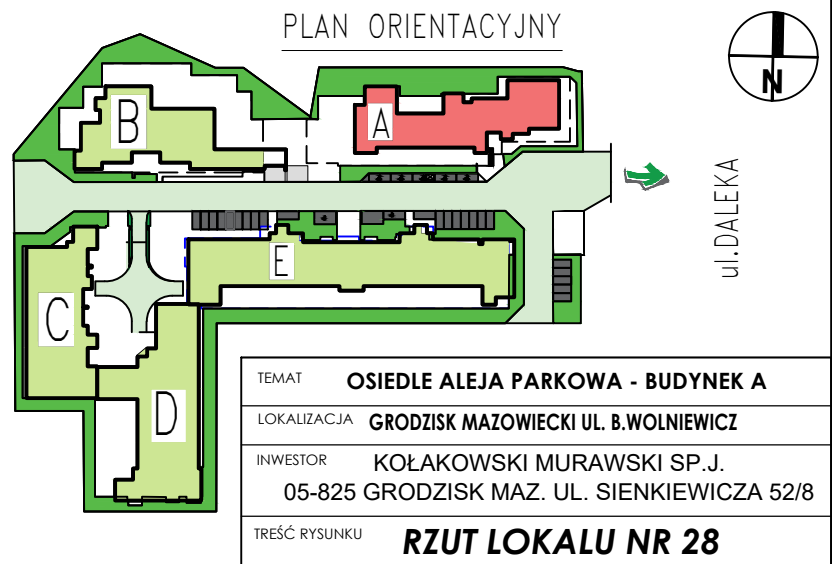 PLAN ORIENTACYJNY
N
B
A
ul.DALEKA
E
C
D
TEMAT OSIEDLE ALEJA PARKOWA - BUDYNEK A
LOKALIZACJA GRODZISK MAZOWIECKI UL. B.WOLNIEWICZ
INWESTOR KOŁAKOWSKI MURAWSKI SP.J.
05-825 GRODZISK MAZ. UL. SIENKIEWICZA 52/8
TREŚĆ RYSUNKU RZUT LOKALU NR 28